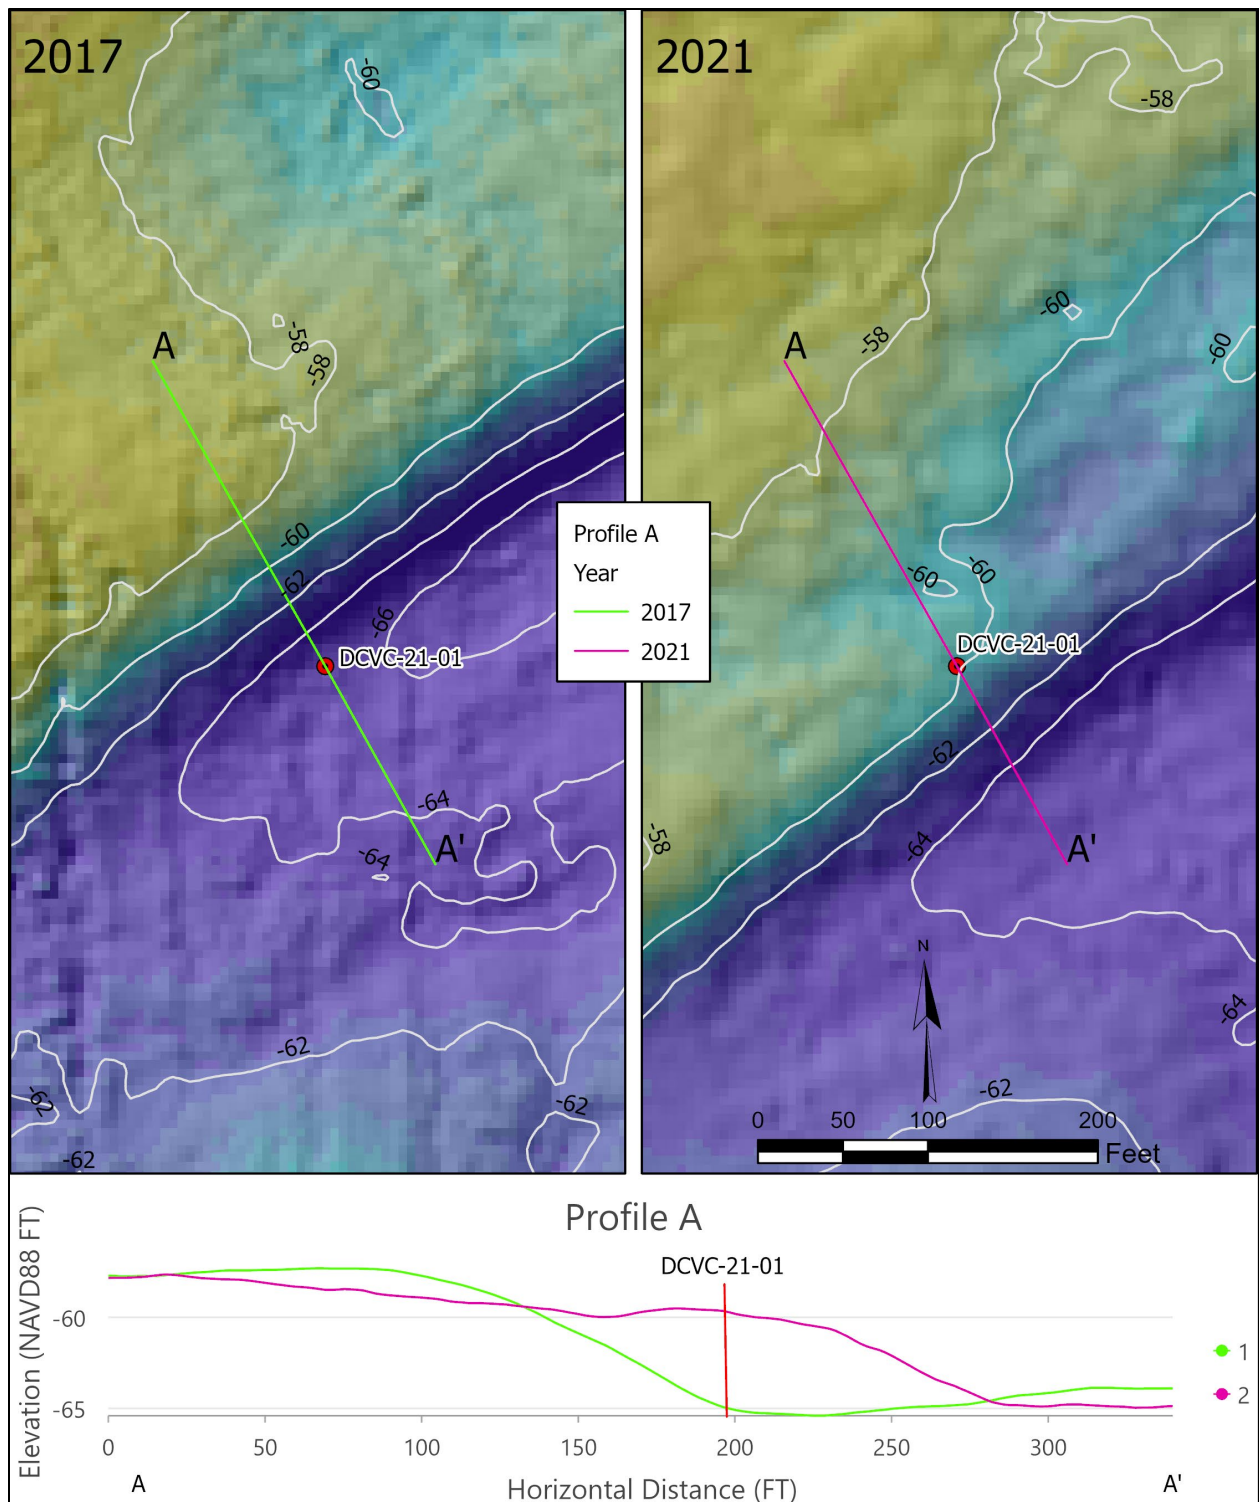 2017
-60
A
-58
-58
-60
-62
-66
DCVC-21-01
-64
-64
A'
-62
-62
-62
-62
2021
-58
-60
-60
A
-58
-60
-60
DCVC-21-01
-62
-58
-64
A'
N
-64
-62
0 50 100 200
Feet
Profile A
Year
2017
2021
Profile A
DCVC-21-01
Elevation (NAVD88 FT)
-60
-65
1
2
0 50 100 150 200 250 300
A A'
Horizontal Distance (FT)